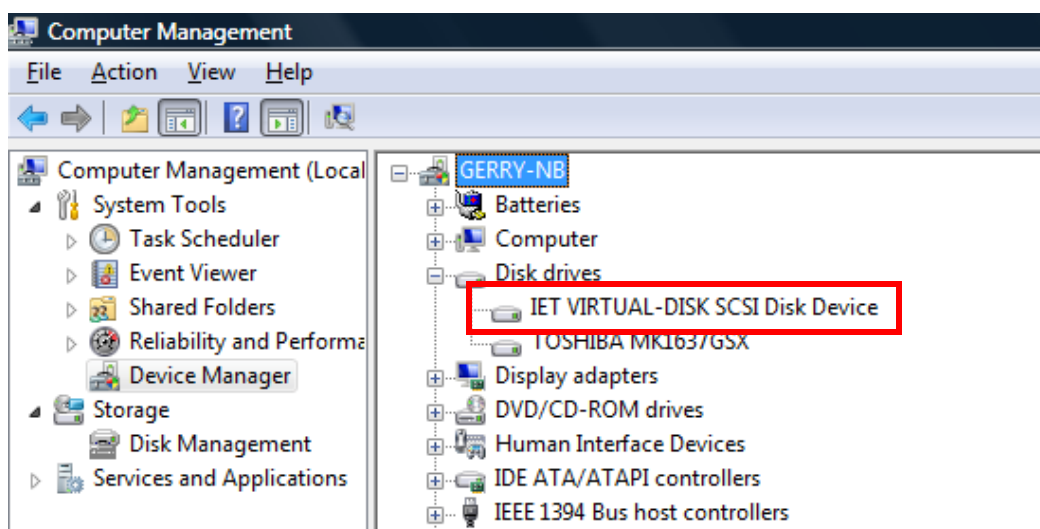 Computer Management
File Action View Help
Computer Management (Local
System Tools
Task Scheduler
Event Viewer
Shared Folders
Reliability and Performa
Device Manager
Storage
Disk Management
Services and Applications
GERRY-NB
Batteries
Computer
Disk drives
IET VIRTUAL-DISK SCSI Disk Device
TOSHIBA MK1637GSX
Display adapters
DVD/CD-ROM drives
Human Interface Devices
IDE ATA/ATAPI controllers
IEEE 1394 Bus host controllers